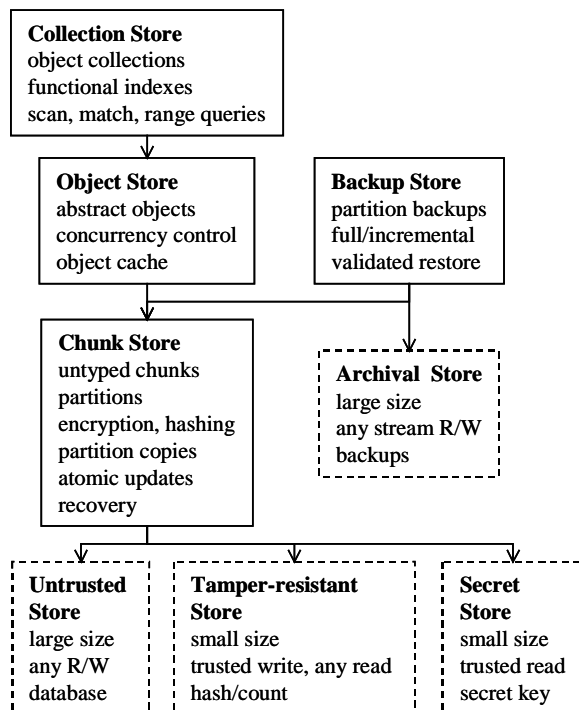 Collection Store
object collections
functional indexes
scan, match, range queries
Object Store
abstract objects
concurrency control
object cache
Backup Store
partition backups
full/incremental
validated restore
Chunk Store
untyped chunks
partitions
encryption, hashing
partition copies
atomic updates
recovery
Archival Store
large size
any stream R/W
backups
Untrusted
Store
large size
any R/W
database
Tamper-resistant
Store
small size
trusted write, any read
hash/count
Secret
Store
small size
trusted read
secret key